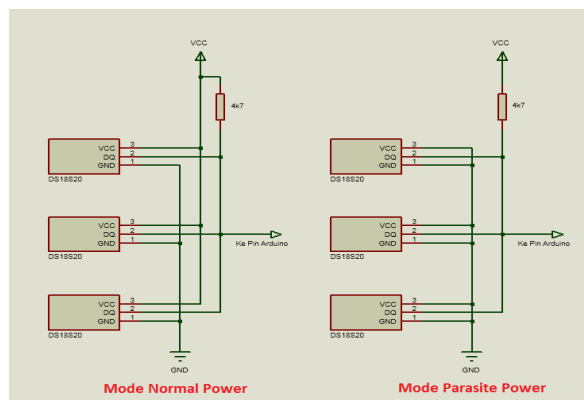 VCC
4k7
VCC 3
DQ 2
GND 1
DS18S20
VCC 3
DQ 2
GND 1
DS18S20
Ke Pin Arduino
VCC 3
DQ 2
GND 1
DS18S20
GND
Mode Normal Power
VCC
4k7
VCC 3
DQ 2
GND 1
DS18S20
VCC 3
DQ 2
GND 1
DS18S20
Ke Pin Arduino
VCC 3
DQ 2
GND 1
DS18S20
GND
Mode Parasite Power